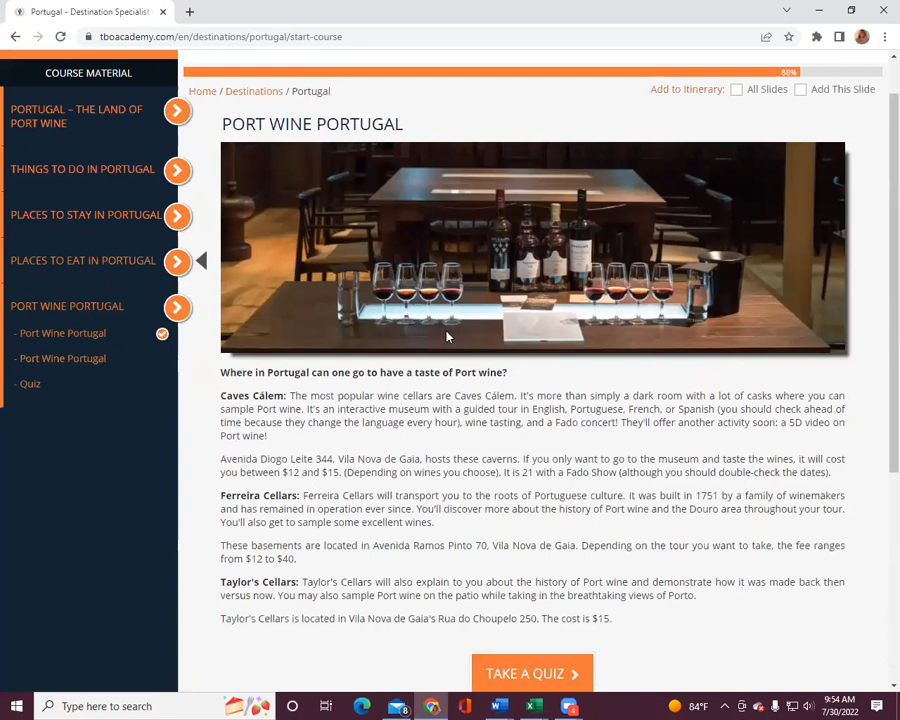 Portugal - Destination Specialist
tboacademy.com/en/destinations/portugal/start-course
COURSE MATERIAL
PORTUGAL – THE LAND OF
PORT WINE
THINGS TO DO IN PORTUGAL
PLACES TO STAY IN PORTUGAL
PLACES TO EAT IN PORTUGAL
PORT WINE PORTUGAL
- Port Wine Portugal
- Port Wine Portugal
- Quiz
88%
Home / Destinations / Portugal
Add to Itinerary: All Slides Add This Slide
PORT WINE PORTUGAL
Where in Portugal can one go to have a taste of Port wine?
Caves Cálem: The most popular wine cellars are Caves Cálem. It's more than simply a dark room with a lot of casks where you can
sample Port wine. It's an interactive museum with a guided tour in English, Portuguese, French, or Spanish (you should check ahead of
time because they change the language every hour), wine tasting, and a Fado concert! They'll offer another activity soon: a 5D video on
Port wine!
Avenida Diogo Leite 344. Vila Nova de Gaia, hosts these caverns. If you only want to go to the museum and taste the wines, it will cost
you between $12 and $15. (Depending on wines you choose). It is 21 with a Fado Show (although you should double-check the dates).
Ferreira Cellars: Ferreira Cellars will transport you to the roots of Portuguese culture. It was built in 1751 by a family of winemakers
and has remained in operation ever since. You'll discover more about the history of Port wine and the Douro area throughout your tour.
You'll also get to sample some excellent wines.
These basements are located in Avenida Ramos Pinto 70, Vila Nova de Gaia. Depending on the tour you want to take, the fee ranges
from $12 to $40.
Taylor's Cellars: Taylor's Cellars will also explain to you about the history of Port wine and demonstrate how it was made back then
versus now. You may also sample Port wine on the patio while taking in the breathtaking views of Porto.
Taylor's Cellars is located in Vila Nova de Gaia's Rua do Choupelo 250. The cost is $15.
TAKE A QUIZ
Type here to search
8
4
84°F
9:54 AM
7/30/2022